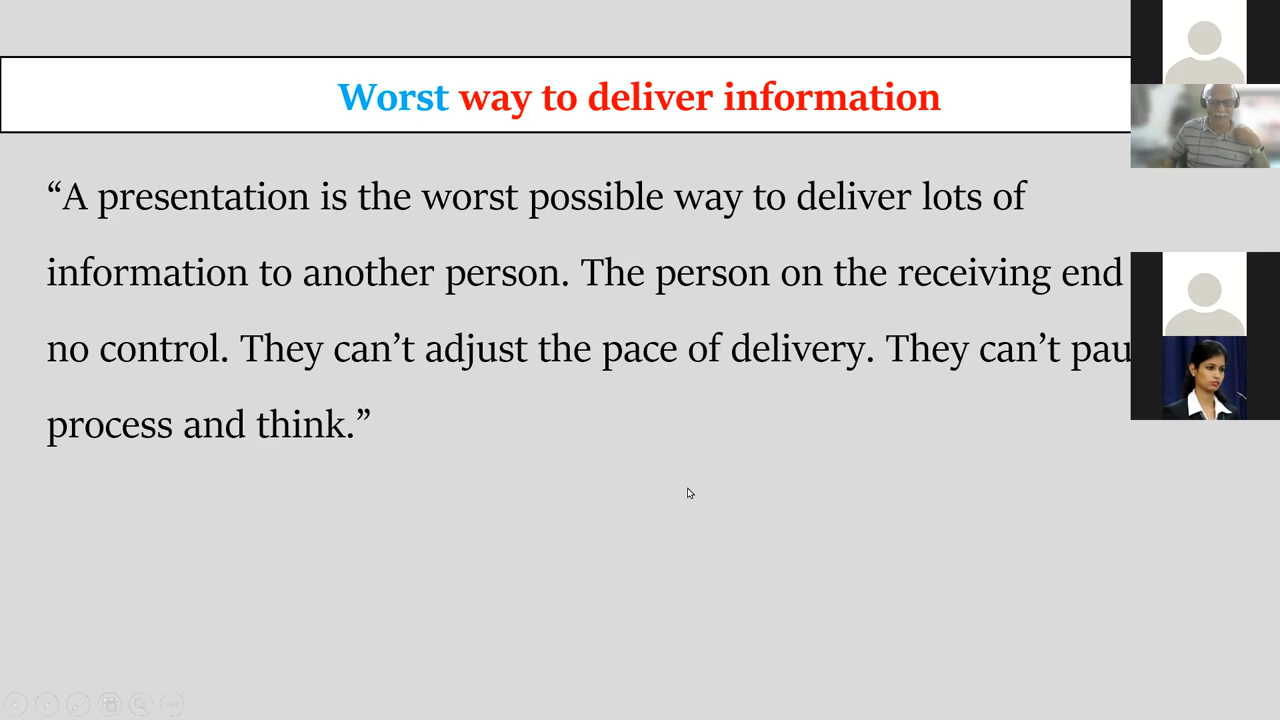 Worst way to deliver information
“A presentation is the worst possible way to deliver lots of
information to another person. The person on the receiving end
no control. They can’t adjust the pace of delivery. They can’t
process and think.”